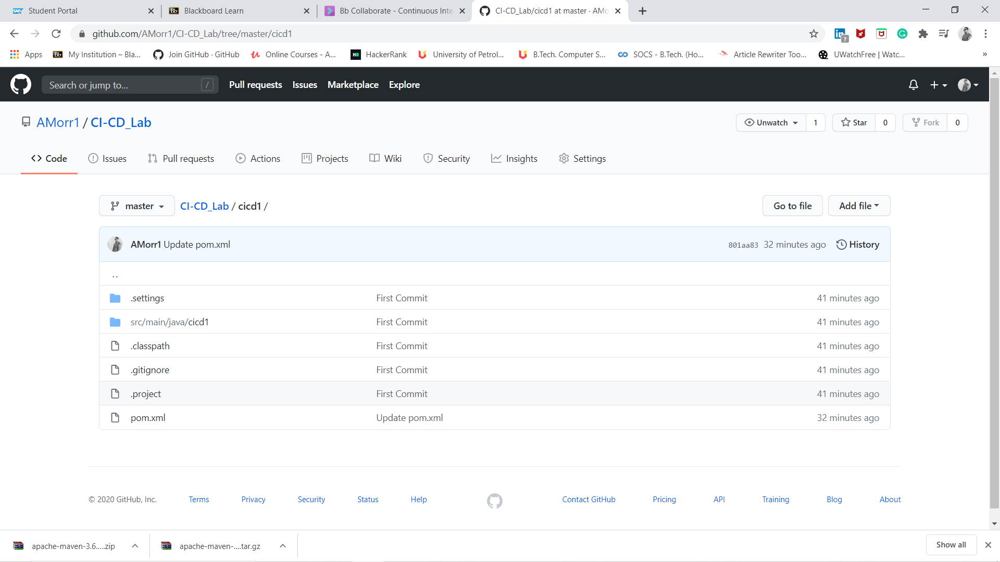 SAP Student Portal
Bb Blackboard Learn
Bb Collaborate - Continuous Inte
CI-CD_Lab/cicd1 at master · AMo
github.com/AMorr1/CI-CD_Lab/tree/master/cicd1
Apps
Bb My Institution – Bla...
Join GitHub · GitHub
Online Courses - A...
HackerRank
University of Petrol...
B.Tech. Computer S...
SOCS - B.Tech. (Ho...
Article Rewriter Too...
UWatchFree | Watc...
»
Search or jump to... /
Pull requests
Issues
Marketplace
Explore
AMorr1 / CI-CD_Lab
Unwatch 1
Star 0
Fork 0
Code
Issues
Pull requests
Actions
Projects
Wiki
Security
Insights
Settings
master
CI-CD_Lab / cicd1 /
Go to file
Add file
AMorr1 Update pom.xml 801aa83 32 minutes ago History
..
.settings First Commit 41 minutes ago
src/main/java/cicd1 First Commit 41 minutes ago
.classpath First Commit 41 minutes ago
.gitignore First Commit 41 minutes ago
.project First Commit 41 minutes ago
pom.xml Update pom.xml 32 minutes ago
© 2020 GitHub, Inc. Terms Privacy Security Status Help Contact GitHub Pricing API Training Blog About
apache-maven-3.6.....zip
apache-maven-....tar.gz
Show all